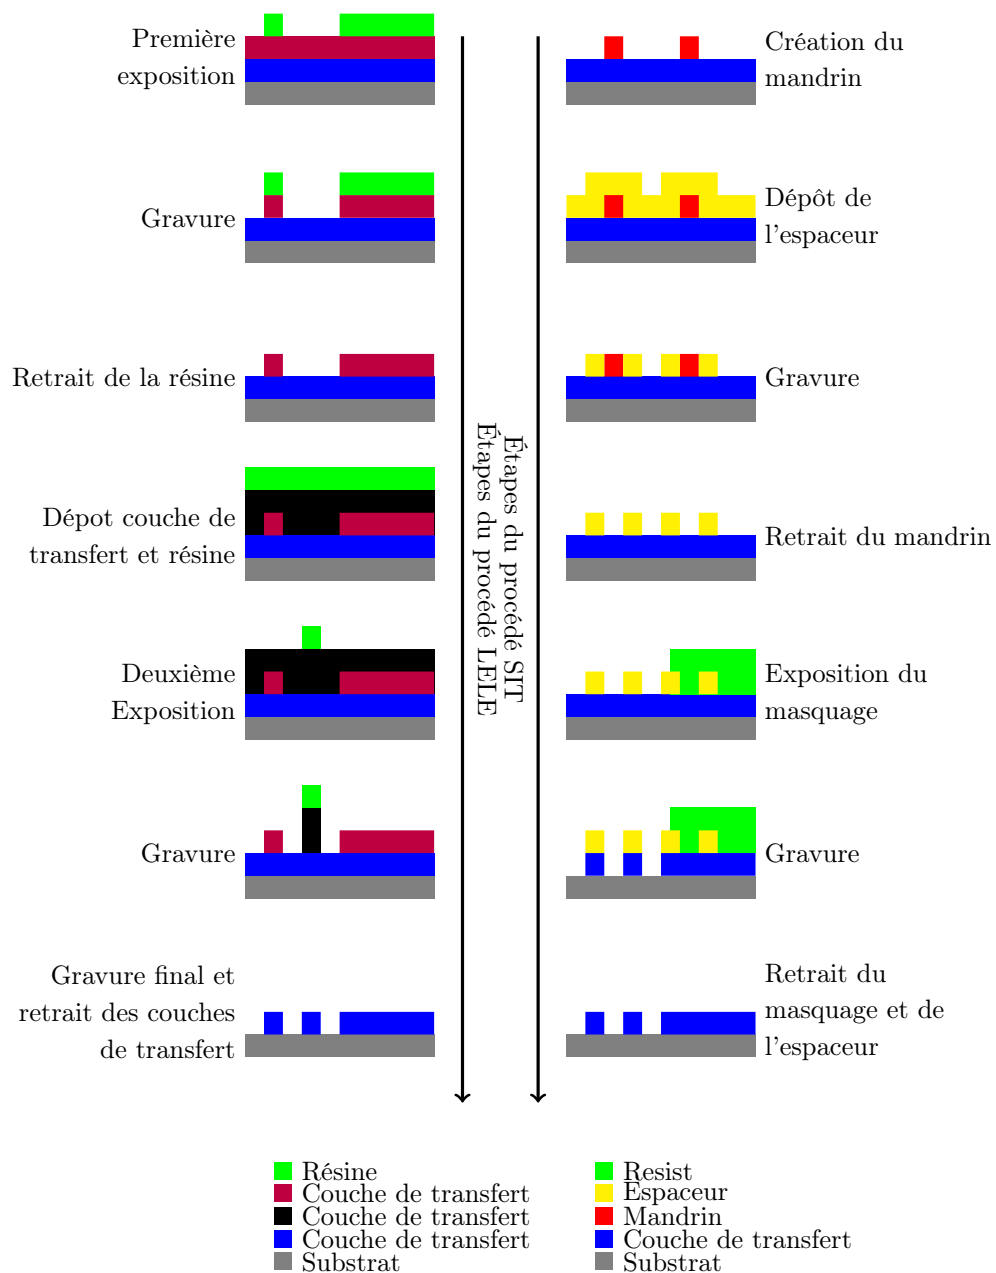 Première
exposition
Gravure
Retrait de la résine
Dépot couche de
transfert et résine
Deuxième
Exposition
Gravure
Gravure final et
retrait des couches
de transfert
Étapes du procédé LELE
Étapes du procédé SIT
Création du
mandrin
Dépôt de
l'espaceur
Gravure
Retrait du mandrin
Exposition du
masquage
Gravure
Retrait du
masquage et de
l'espaceur
Résine
Couche de transfert
Couche de transfert
Couche de transfert
Substrat
Resist
Espaceur
Mandrin
Couche de transfert
Substrat